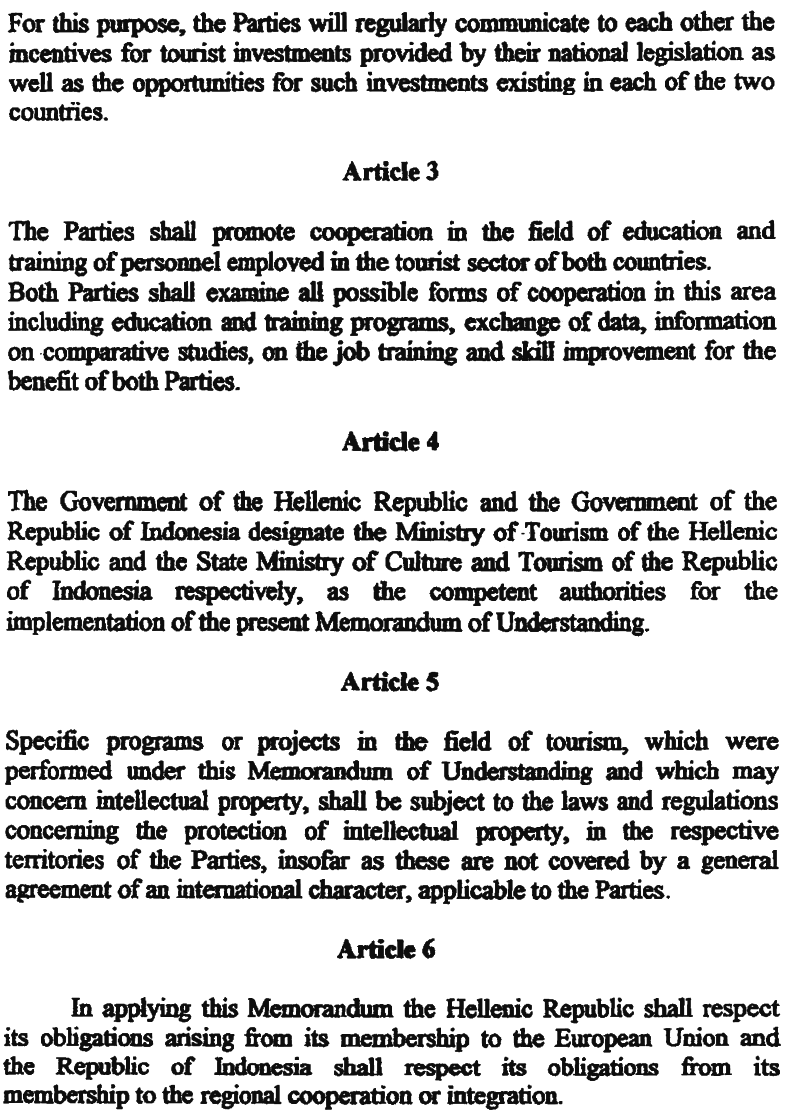 For this purpose, the Parties will regularly communicate to each other the
incentives for tourist investments provided by their national legislation as
well as the opportunities for such investments existing in each of the two
countries.
Article 3
The Parties shall promote cooperation in the field of education and
training of personnel employed in the tourist sector of both countries.
Both Parties shall examine all possible forms of cooperation in this area
including education and training programs, exchange of data, information
on comparative studies, on the job training and skill improvement for the
benefit of both Parties.
Article 4
The Government of the Hellenic Republic and the Government of the
Republic of Indonesia designate the Ministry of Tourism of the Hellenic
Republic and the State Ministry of Culture and Tourism of the Republic
of Indonesia respectively, as the competent authorities for the
implementation of the present Memorandum of Understanding.
Article 5
Specific programs or projects in the field of tourism, which were
performed under this Memorandum of Understanding and which may
concern intellectual property, shall be subject to the laws and regulations
concerning the protection of intellectual property, in the respective
territories of the Parties, insofar as these are not covered by a general
agreement of an international character, applicable to the Parties.
Article 6
In applying this Memorandum the Hellenic Republic shall respect
its obligations arising from its membership to the European Union and
the Republic of Indonesia shall respect its obligations from its
membership to the regional cooperation or integration.